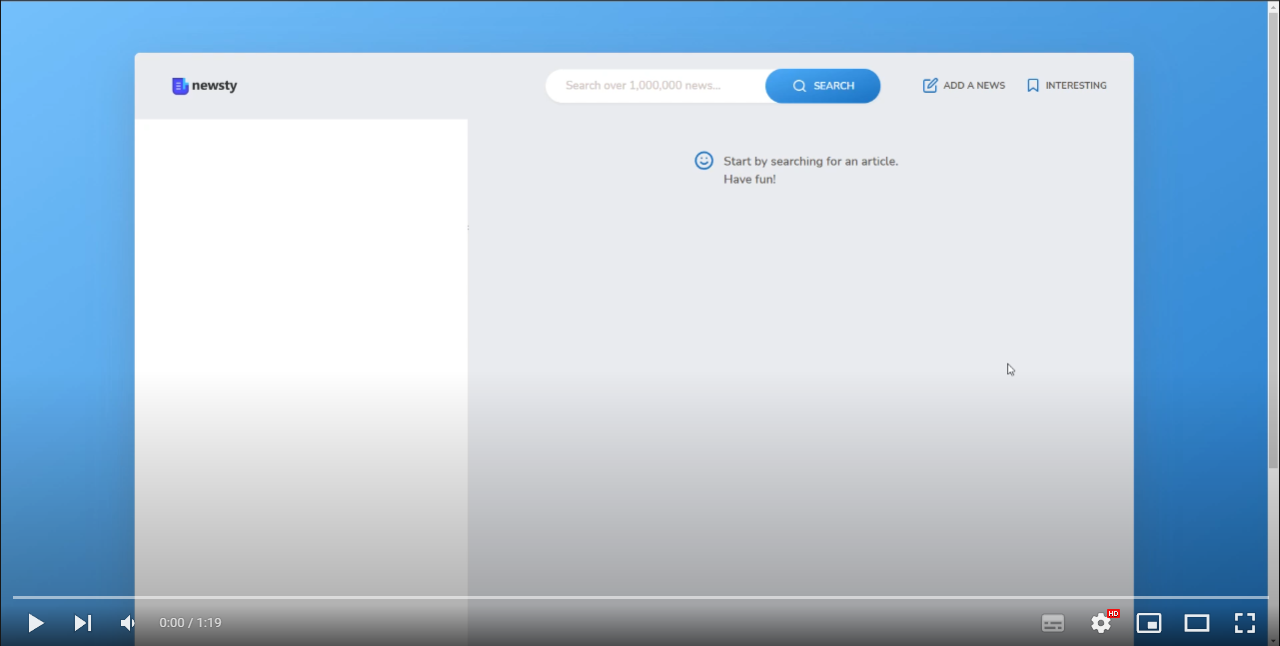 newsty
Search over 1,000,000 news...
SEARCH
ADD A NEWS
INTERESTING
Start by searching for an article.
Have fun!
0:00 / 1:19
HD